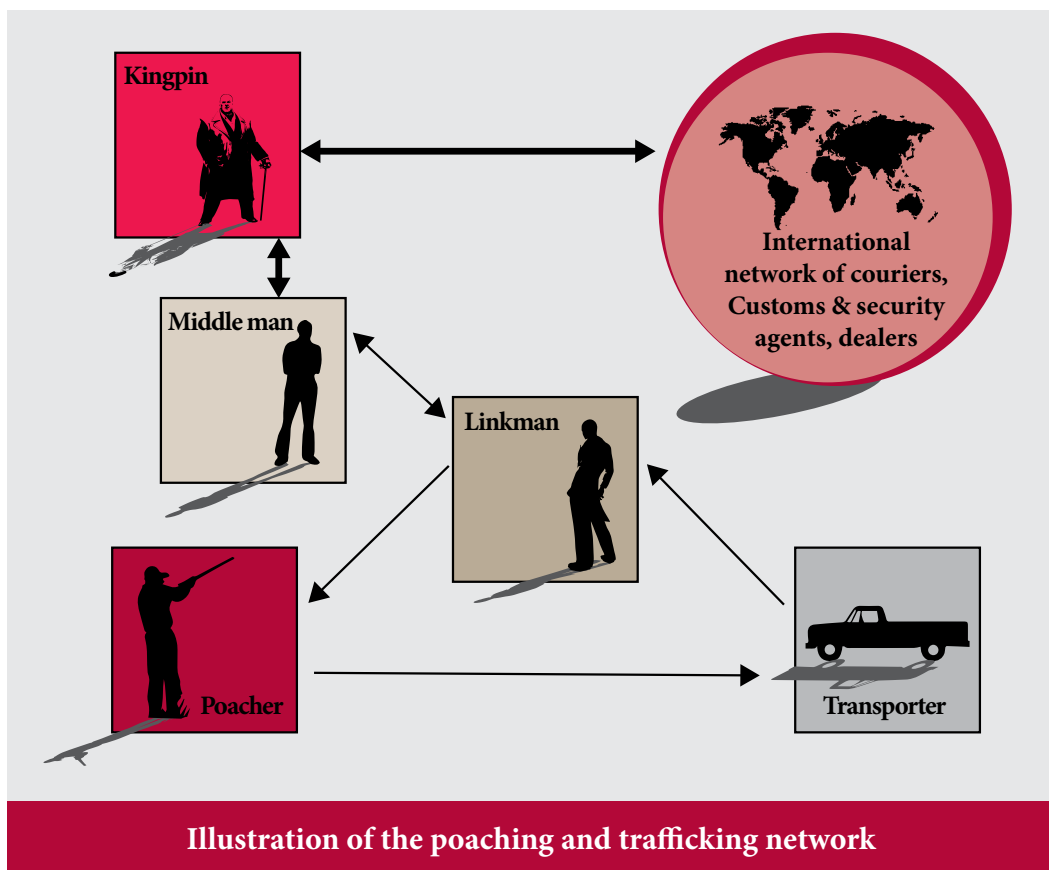 Kingpin
International
network of couriers,
Customs & security
agents, dealers
Middle man
Linkman
Poacher
Transporter
Illustration of the poaching and trafficking network